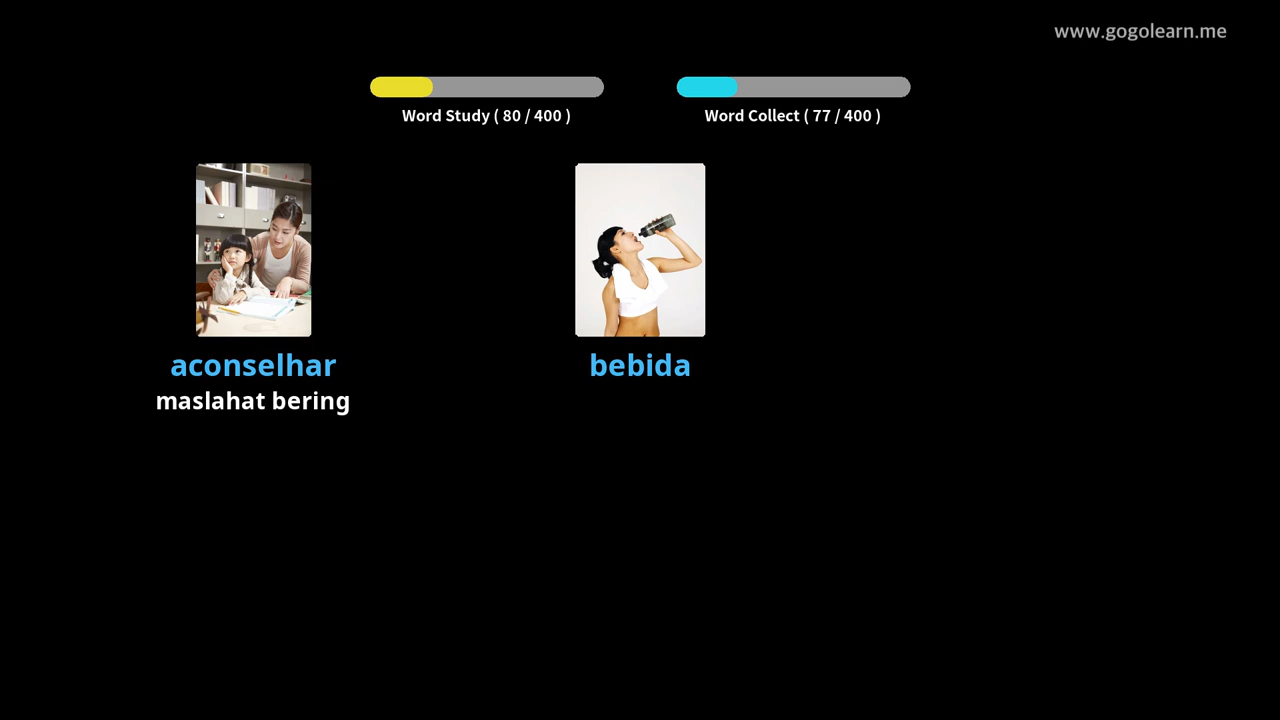 www.gogolearn.me
Word Study ( 80 / 400 )
Word Collect ( 77 / 400 )
aconselhar
maslahat bering
bebida